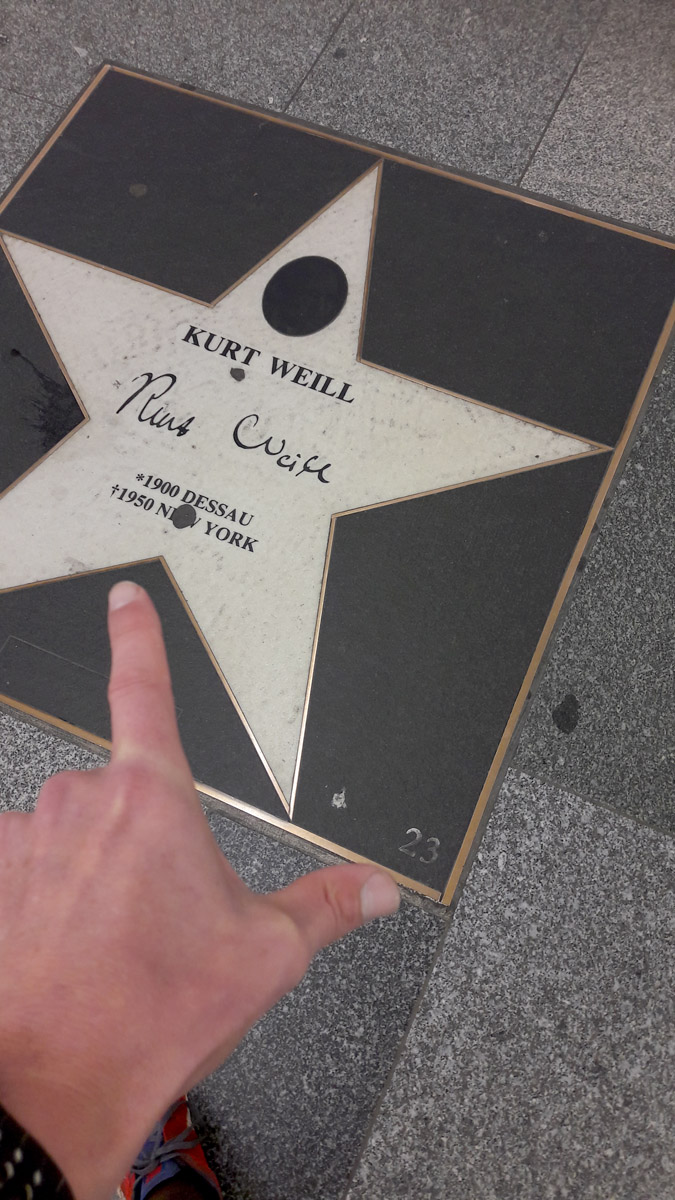 KURT WEILL
Kurt Weill
*1900 DESSAU
†1950 NEW YORK
23